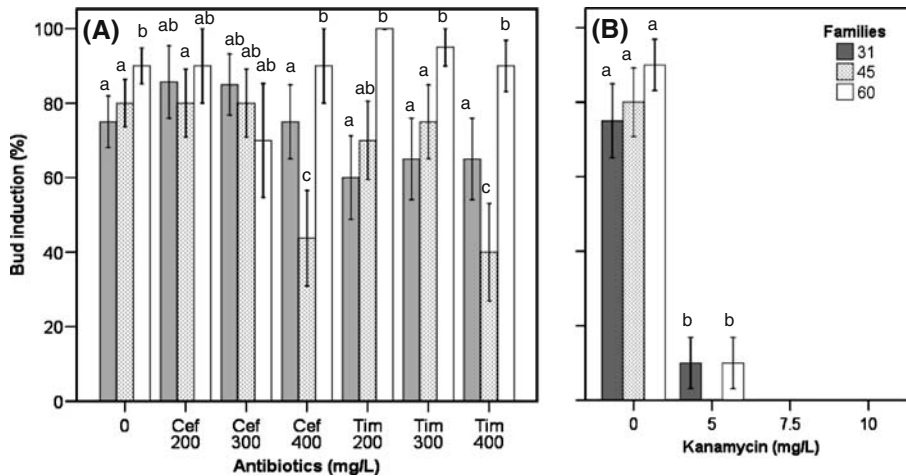 (A)
Bud induction (%)
100
80
60
40
20
0
a a b
ab a ab
ab ab ab
a c b
a ab b
a a b
a c b
0 Cef Cef Cef Tim Tim Tim
200 300 400 200 300 400
Antibiotics (mg/L)
(B)
Families
31
45
60
a a a
b b
0 5 7.5 10
Kanamycin (mg/L)